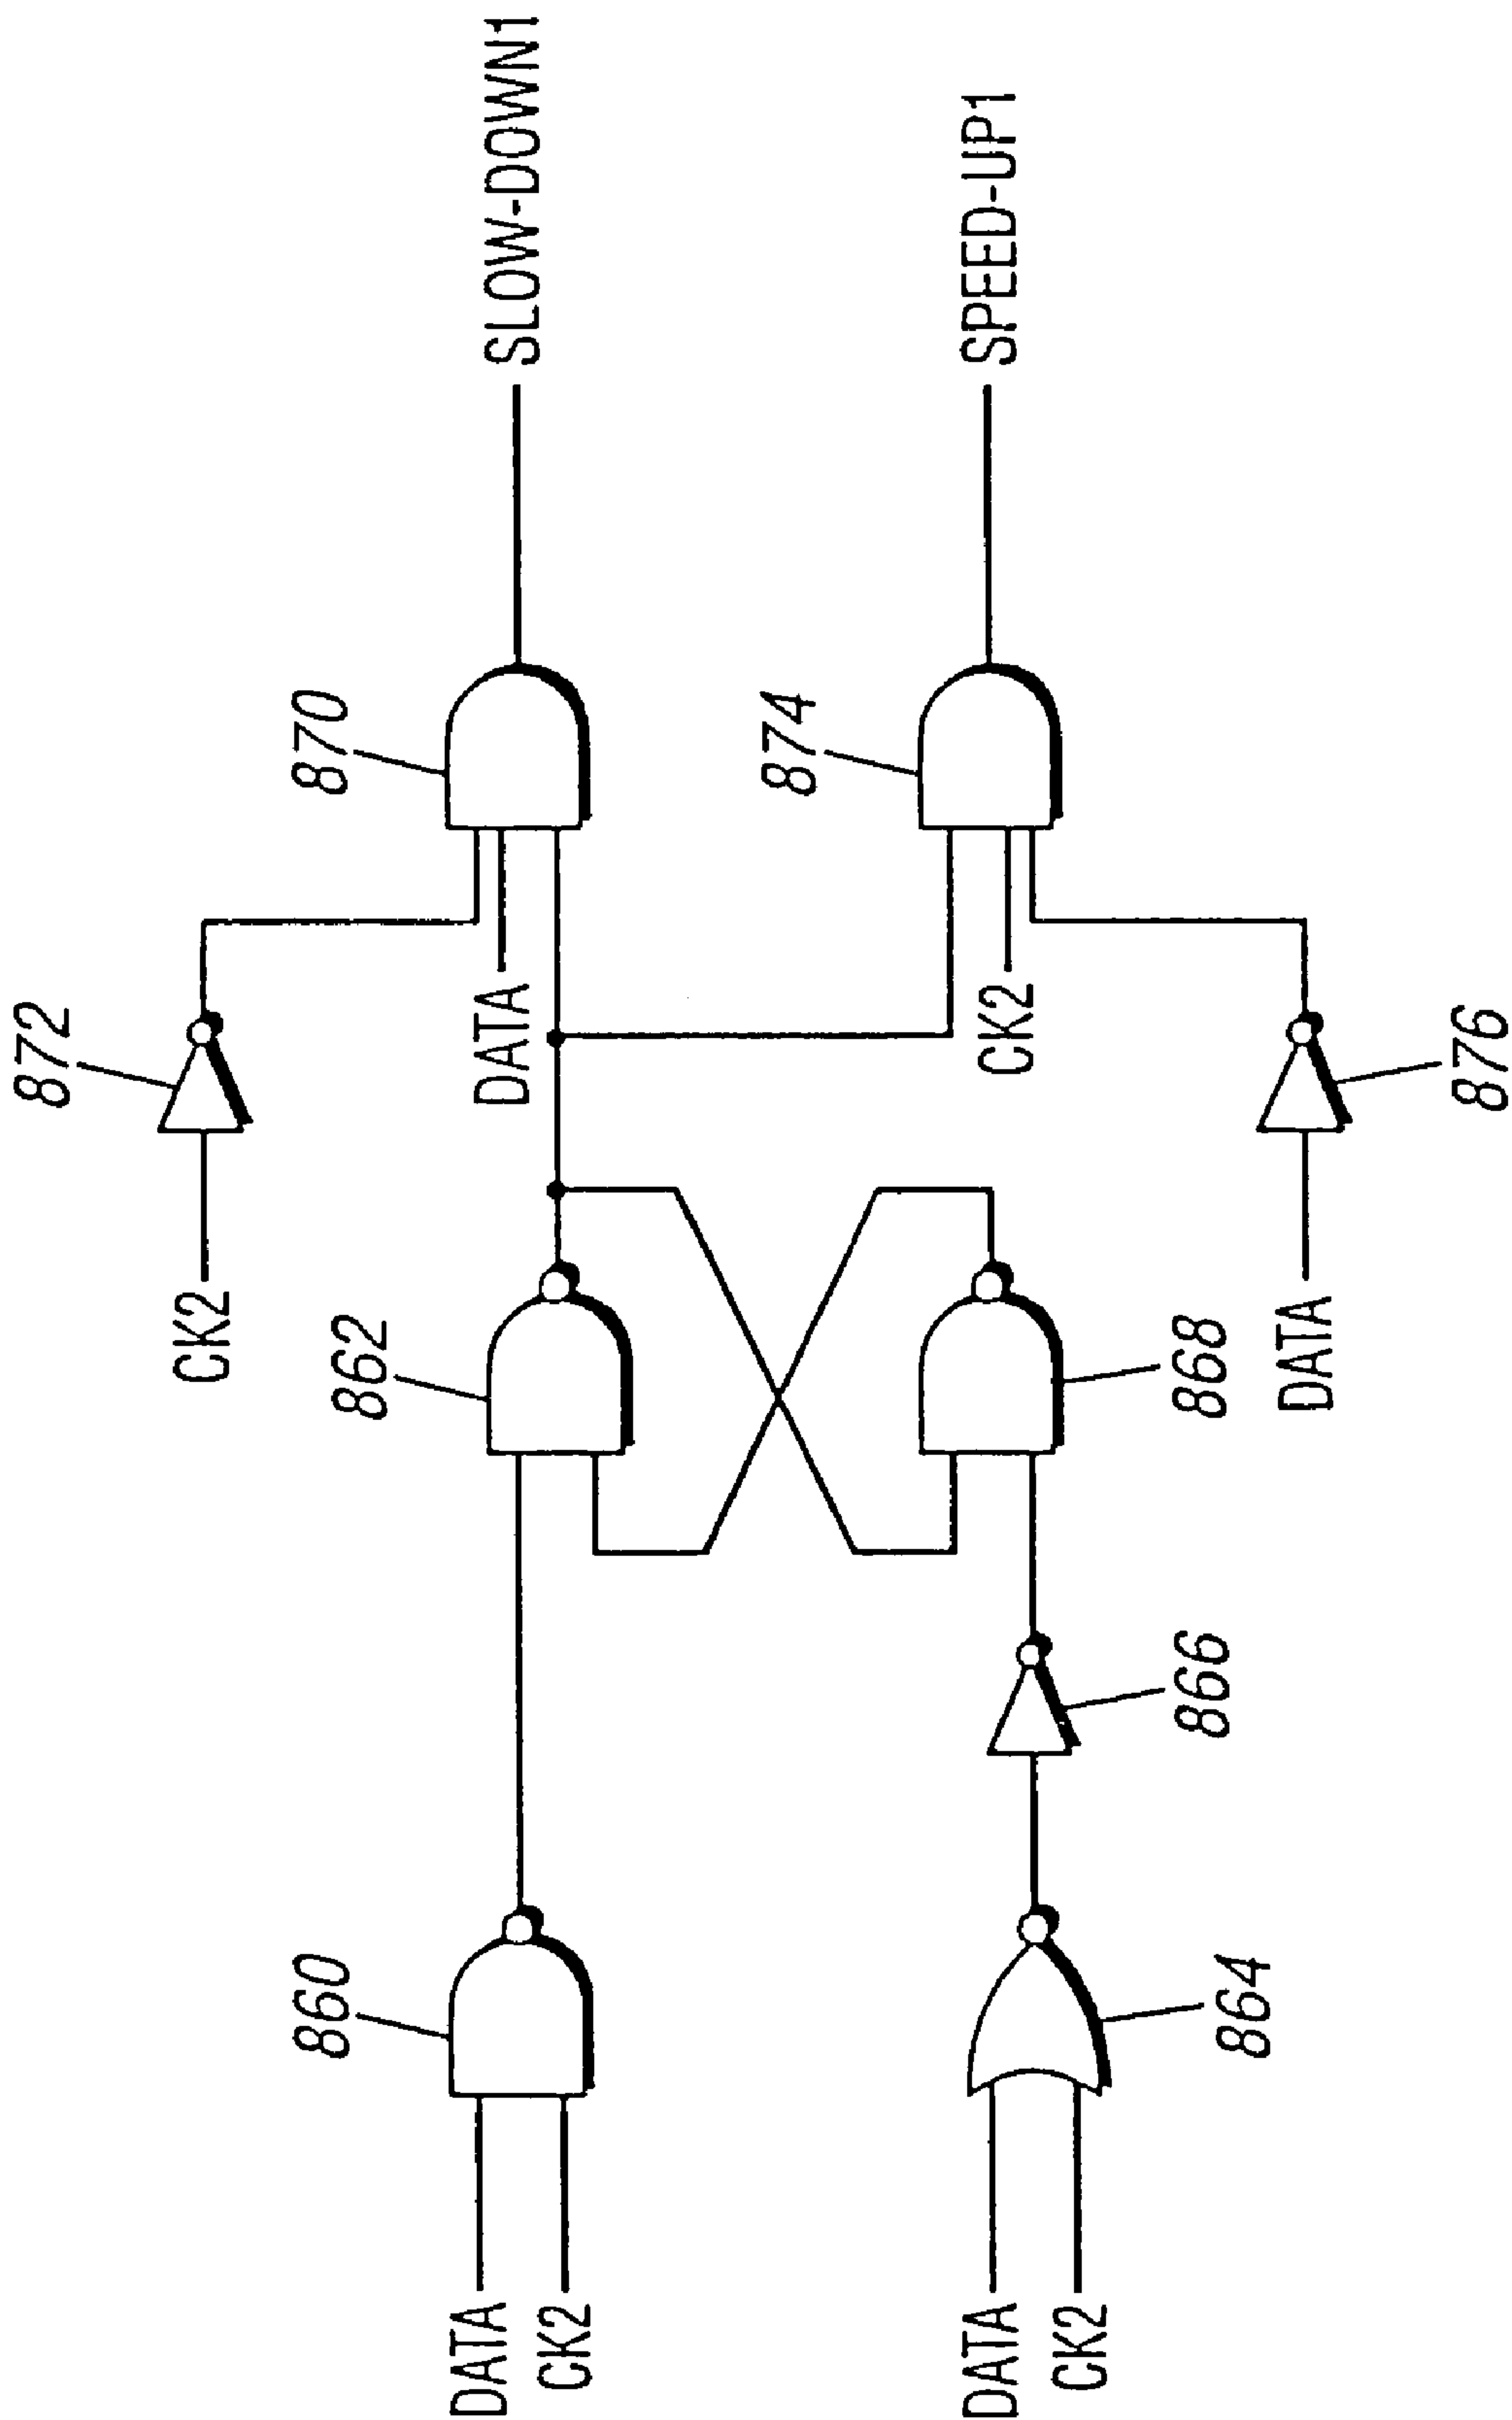 872
CK2
870
SLOW-DOWN1
DATA
860
862
DATA
CK2
874
SPEED-UP1
CK2
DATA
CK2
864
866
868
DATA
876